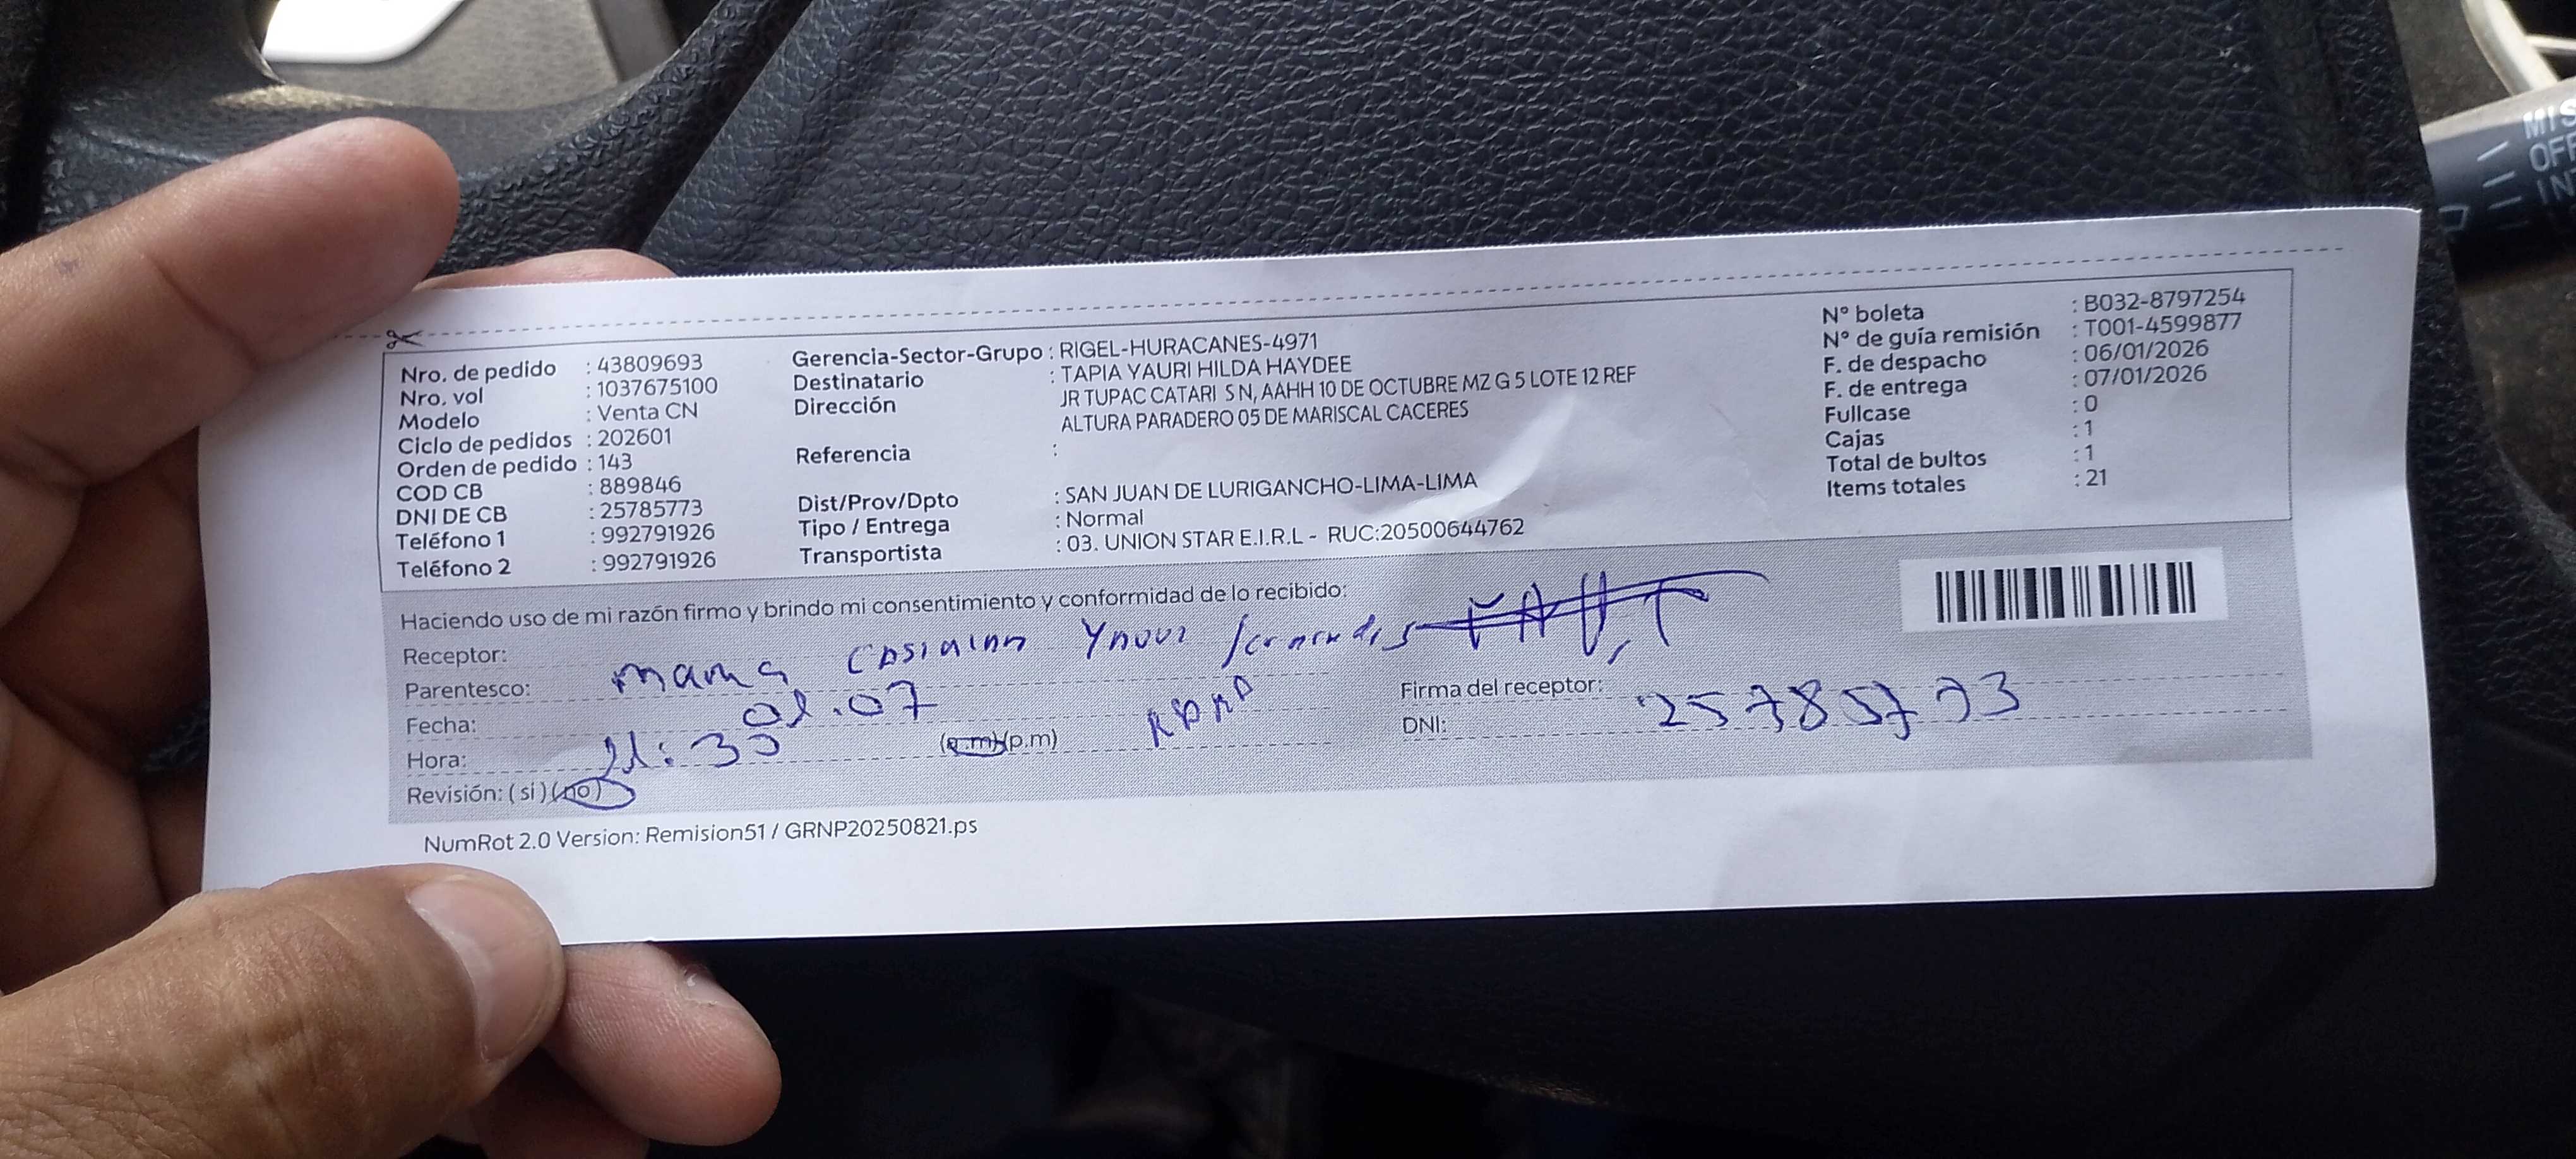 Nro. de pedido : 43809693
Nro. vol : 1037675100
Modelo : Venta CN
Ciclo de pedidos : 202601
Orden de pedido : 143
COD CB : 889846
DNI DE CB : 25785773
Teléfono 1 : 992791926
Teléfono 2 : 992791926
Gerencia-Sector-Grupo : RIGEL-HURACANES-4971
Destinatario : TAPIA YAURI HILDA HAYDEE
Dirección JR TUPAC CATARI S N, AAHH 10 DE OCTUBRE MZ G 5 LOTE 12 REF
ALTURA PARADERO 05 DE MARISCAL CACERES
Referencia :
Dist/Prov/Dpto : SAN JUAN DE LURIGANCHO-LIMA-LIMA
Tipo / Entrega : Normal
Transportista : 03. UNION STAR E.I.R.L - RUC:20500644762
N° boleta : B032-8797254
N° de guía remisión : T001-4599877
F. de despacho : 06/01/2026
F. de entrega : 07/01/2026
Fullcase : 0
Cajas : 1
Total de bultos : 1
Items totales : 21
Haciendo uso de mi razón firmo y brindo mi consentimiento y conformidad de lo recibido:
Receptor:
Parentesco: mama
Fecha: 01.07
Hora: 11:30 (a.m)(p.m)
Revisión: (si) (no)
Firma del receptor:
DNI: 25785773
NumRot 2.0 Version: Remision51 / GRNP20250821.ps
OFF